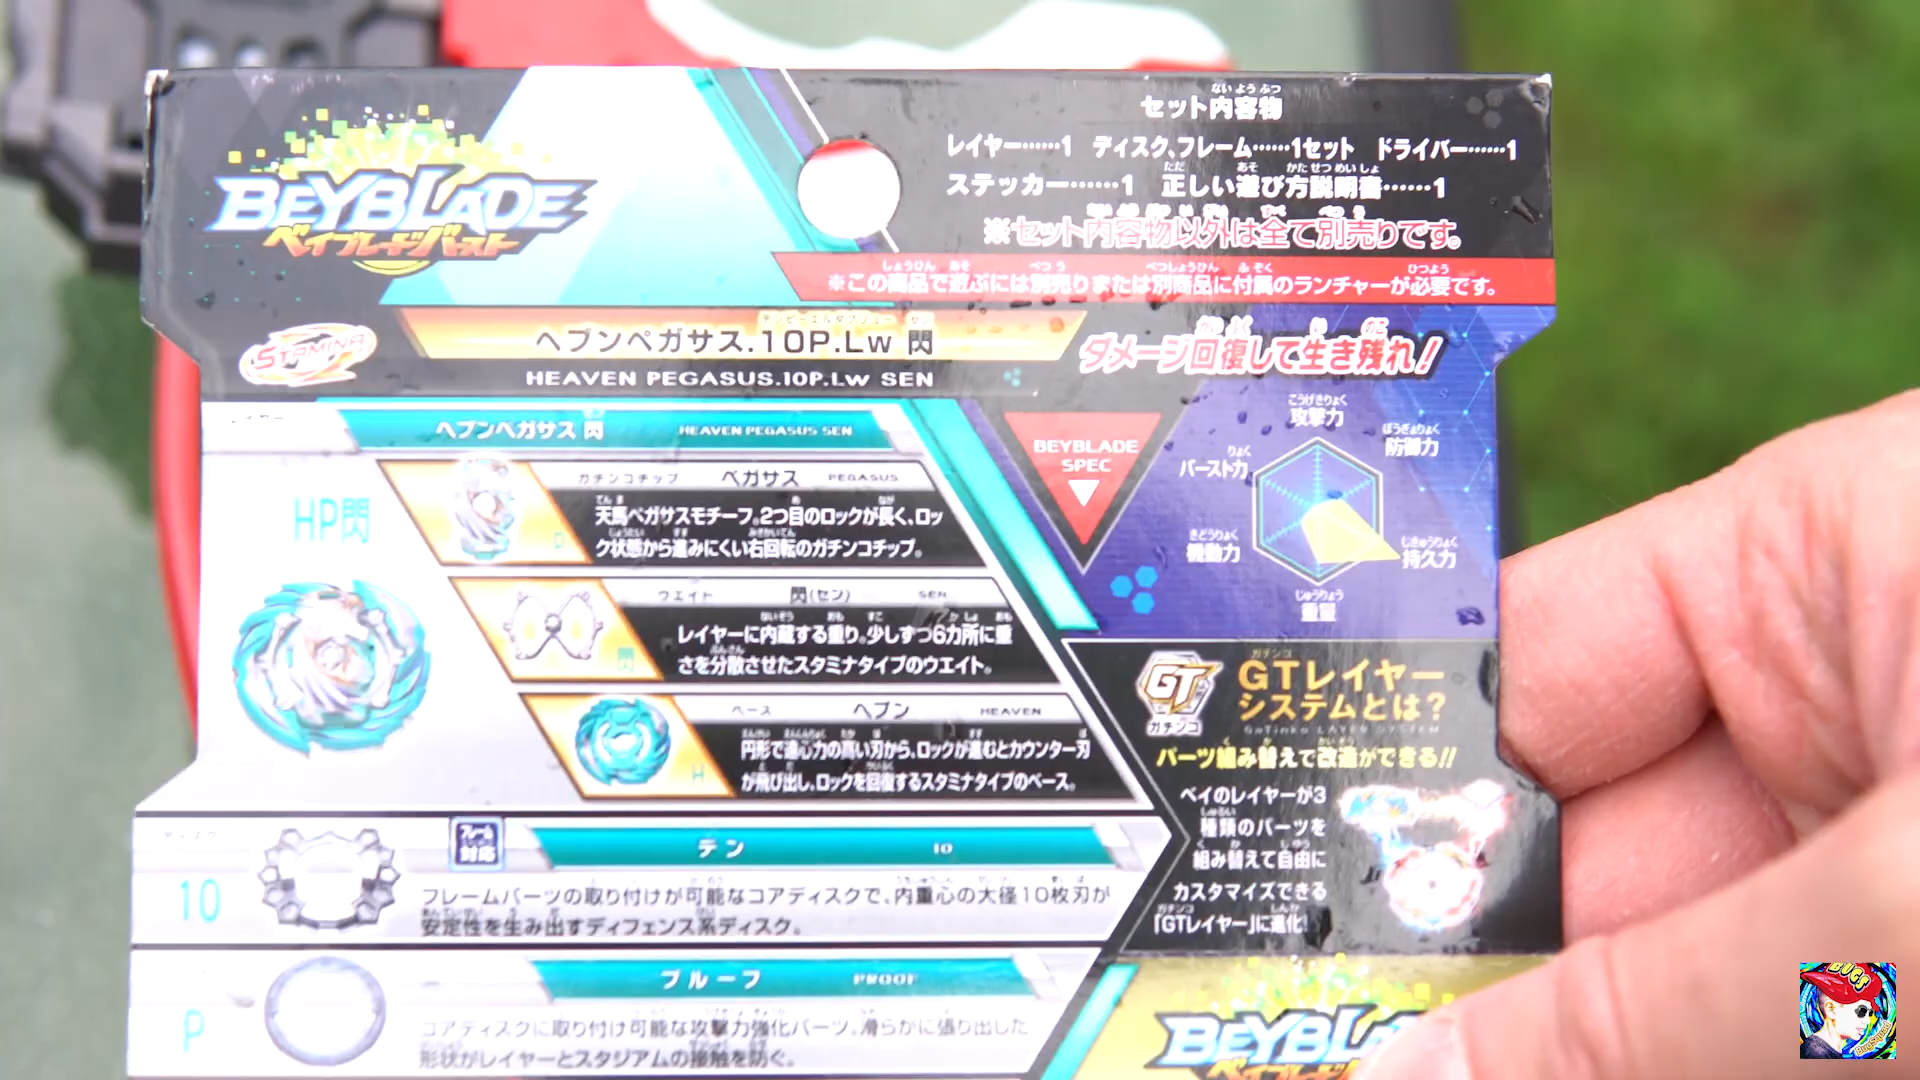 BEYBLADE
ベイブレードバースト
セット内容物
レイヤー……1 ディスク、フレーム……1セット ドライバー……1
ステッカー……1 正しい遊び方説明書……1
※セット内容物以外は全て別売りです。
※この商品で遊ぶには別売りまたは別商品に付属のランチャーが必要です。
STAMINA
ヘブンペガサス.10P.Lw 閃
HEAVEN PEGASUS.10P.Lw SEN
ダメージ回復して生き残れ!
レイヤー
ヘブンペガサス 閃 HEAVEN PEGASUS SEN
HP閃
ガチンコチップ ペガサス PEGASUS
天馬ペガサスモチーフ。2つ目のロックが長く、ロッ
ク状態から進みにくい右回転のガチンコチップ。
ウエイト 閃(セン) SEN
レイヤーに内蔵する重り。少しずつ6カ所に重
さを分散させたスタミナタイプのウエイト。
閃
ベース ヘブン HEAVEN
円形で遠心力の高い刃から、ロックが進むとカウンター刃
が飛び出し、ロックを回復するスタミナタイプのベース。
H
BEYBLADE
SPEC
攻撃力
防御力
持久力
重量
機動力
バースト力
GT
ガチンコ
GTレイヤー
システムとは?
パーツ組み替えで改造ができる!!
ベイのレイヤーが3
種類のパーツを
組み替えて自由に
カスタマイズできる
「GTレイヤー」に進化!
ディスク
フレーム
対応
テン 10
10
フレームパーツの取り付けが可能なコアディスクで、内重心の大径10枚刃が
安定性を生み出すディフェンス系ディスク。
プルーフ PROOF
P
コアディスクに取り付け可能な攻撃力強化パーツ。滑らかに張り出した
形状がレイヤーとスタジアムの接触を防ぐ。
BEYBLA
ベイブレード
BUGS